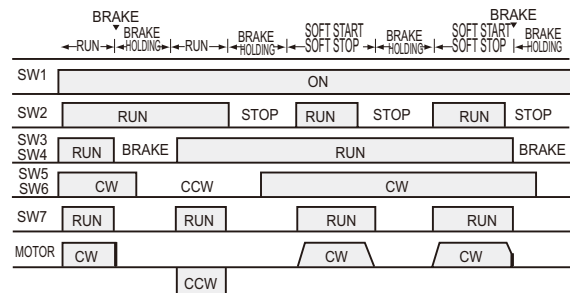 BRAKE BRAKE
RUN BRAKE HOLDING RUN BRAKE HOLDING SOFT START SOFT STOP BRAKE HOLDING SOFT START SOFT STOP BRAKE HOLDING
SW1 ON
SW2 RUN STOP RUN STOP RUN STOP
SW3 SW4 RUN BRAKE RUN BRAKE
SW5 SW6 CW CCW CW
SW7 RUN RUN RUN RUN
MOTOR CW CW CW
CCW